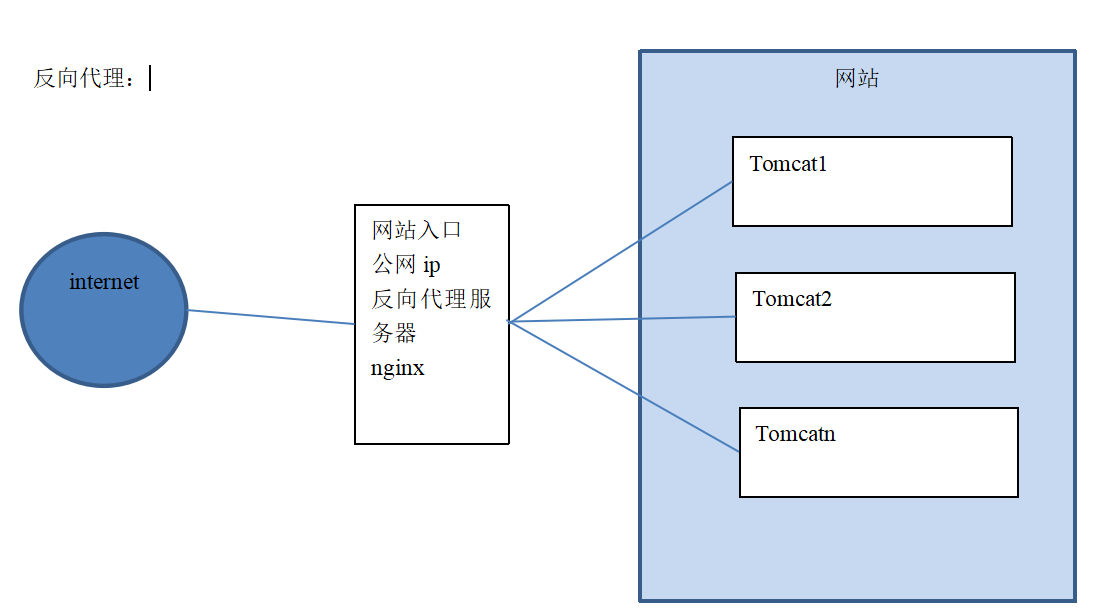 反向代理：
网站
Tomcat1
网站入口
公网 ip
反向代理服
务器
nginx
internet
Tomcat2
Tomcatn